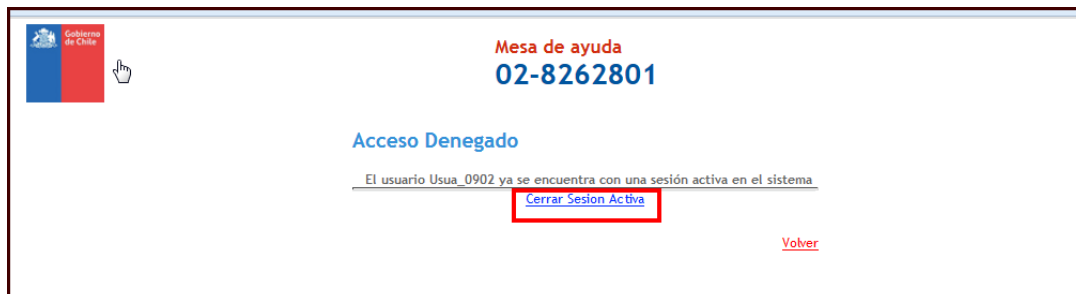 Gobierno
de Chile
Mesa de ayuda
02-8262801
Acceso Denegado
El usuario Usua_0902 ya se encuentra con una sesión activa en el sistema
Cerrar Sesion Activa
Volver